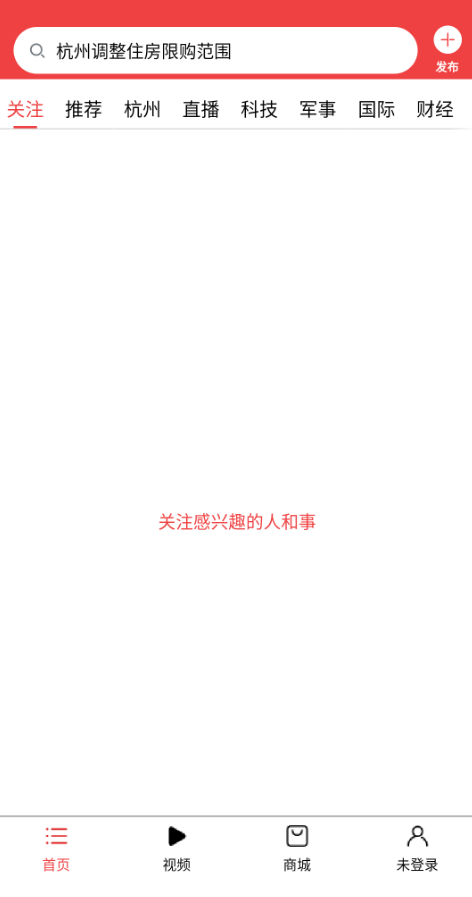 杭州调整住房限购范围
发布
关注 推荐 杭州 直播 科技 军事 国际 财经
关注感兴趣的人和事
首页 视频 商城 未登录